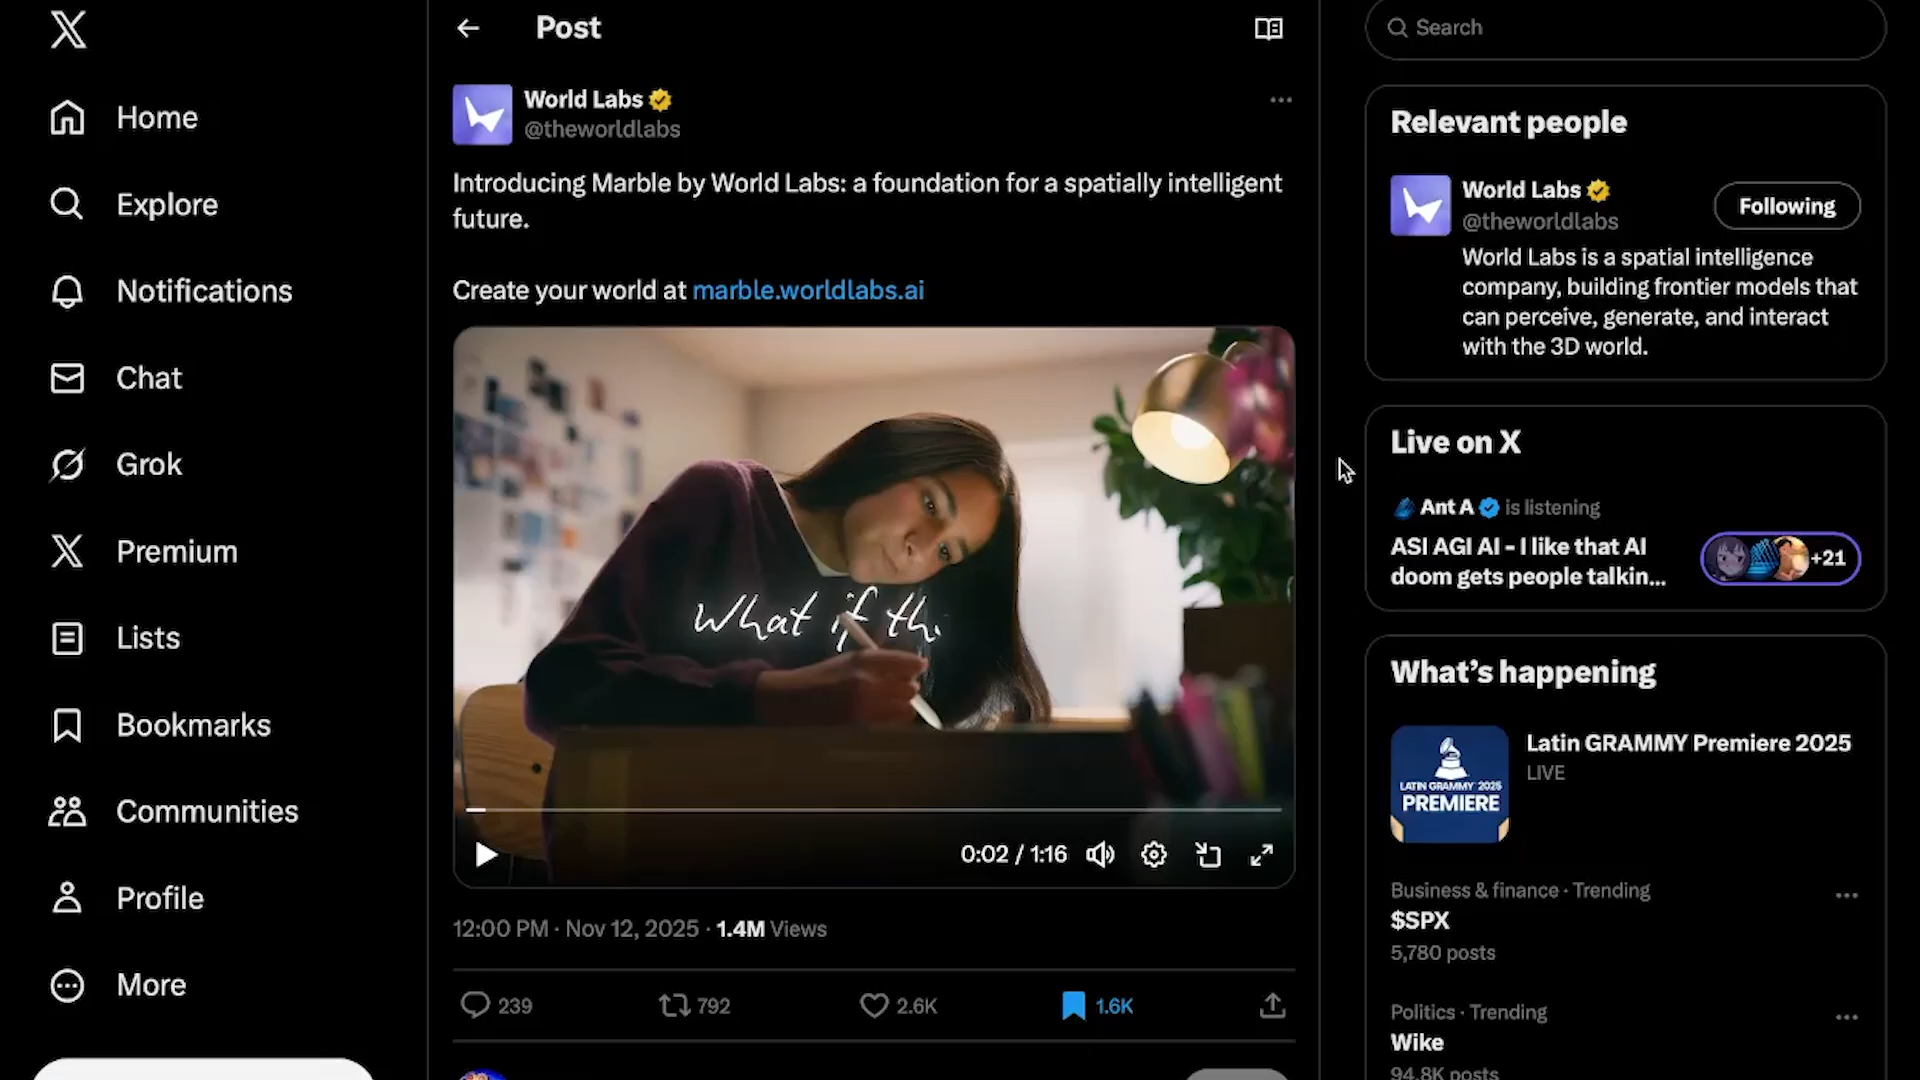 Home
Explore
Notifications
Chat
Grok
Premium
Lists
Bookmarks
Communities
Profile
More
Post
World Labs
@theworldlabs
Introducing Marble by World Labs: a foundation for a spatially intelligent
future.
Create your world at marble.worldlabs.ai
What if th
0:02 / 1:16
12:00 PM · Nov 12, 2025 · 1.4M Views
239
792
2.6K
1.6K
Search
Relevant people
World Labs
@theworldlabs
Following
World Labs is a spatial intelligence
company, building frontier models that
can perceive, generate, and interact
with the 3D world.
Live on X
Ant A is listening
ASI AGI AI - I like that AI
doom gets people talkin...
+21
What's happening
LATIN GRAMMY 2025
PREMIERE
Latin GRAMMY Premiere 2025
LIVE
Business & finance · Trending
$SPX
5,780 posts
Politics · Trending
Wike
94.8K posts